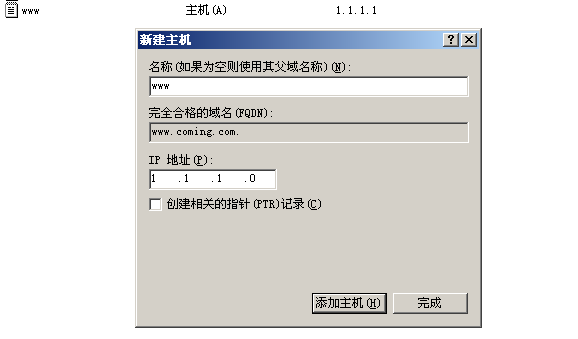 www 主机(A) 1.1.1.1
新建主机
名称(如果为空则使用其父域名称)(N):
www
完全合格的域名(FQDN):
www.coming.com.
IP 地址(P):
1 .1 .1 .0
创建相关的指针(PTR)记录(C)
添加主机(H) 完成